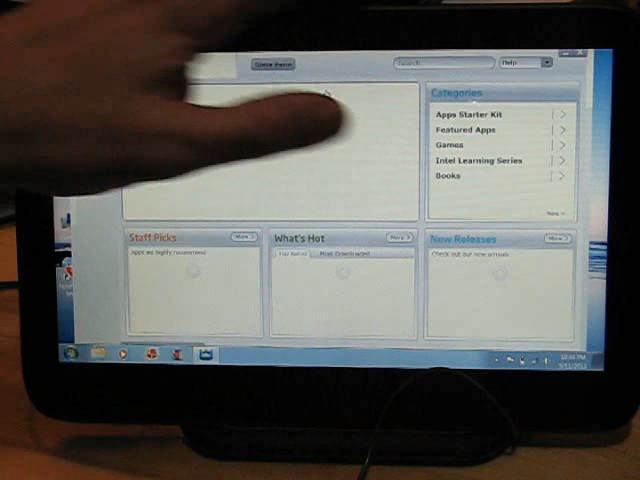 Store Home
Search
Help
Categories
Apps Starter Kit
Featured Apps
Games
Intel Learning Series
Books
More >
Staff Picks
More >
Apps we highly recommend
What's Hot
More >
Top Rated
Most Downloaded
New Releases
More >
Check out our new arrivals